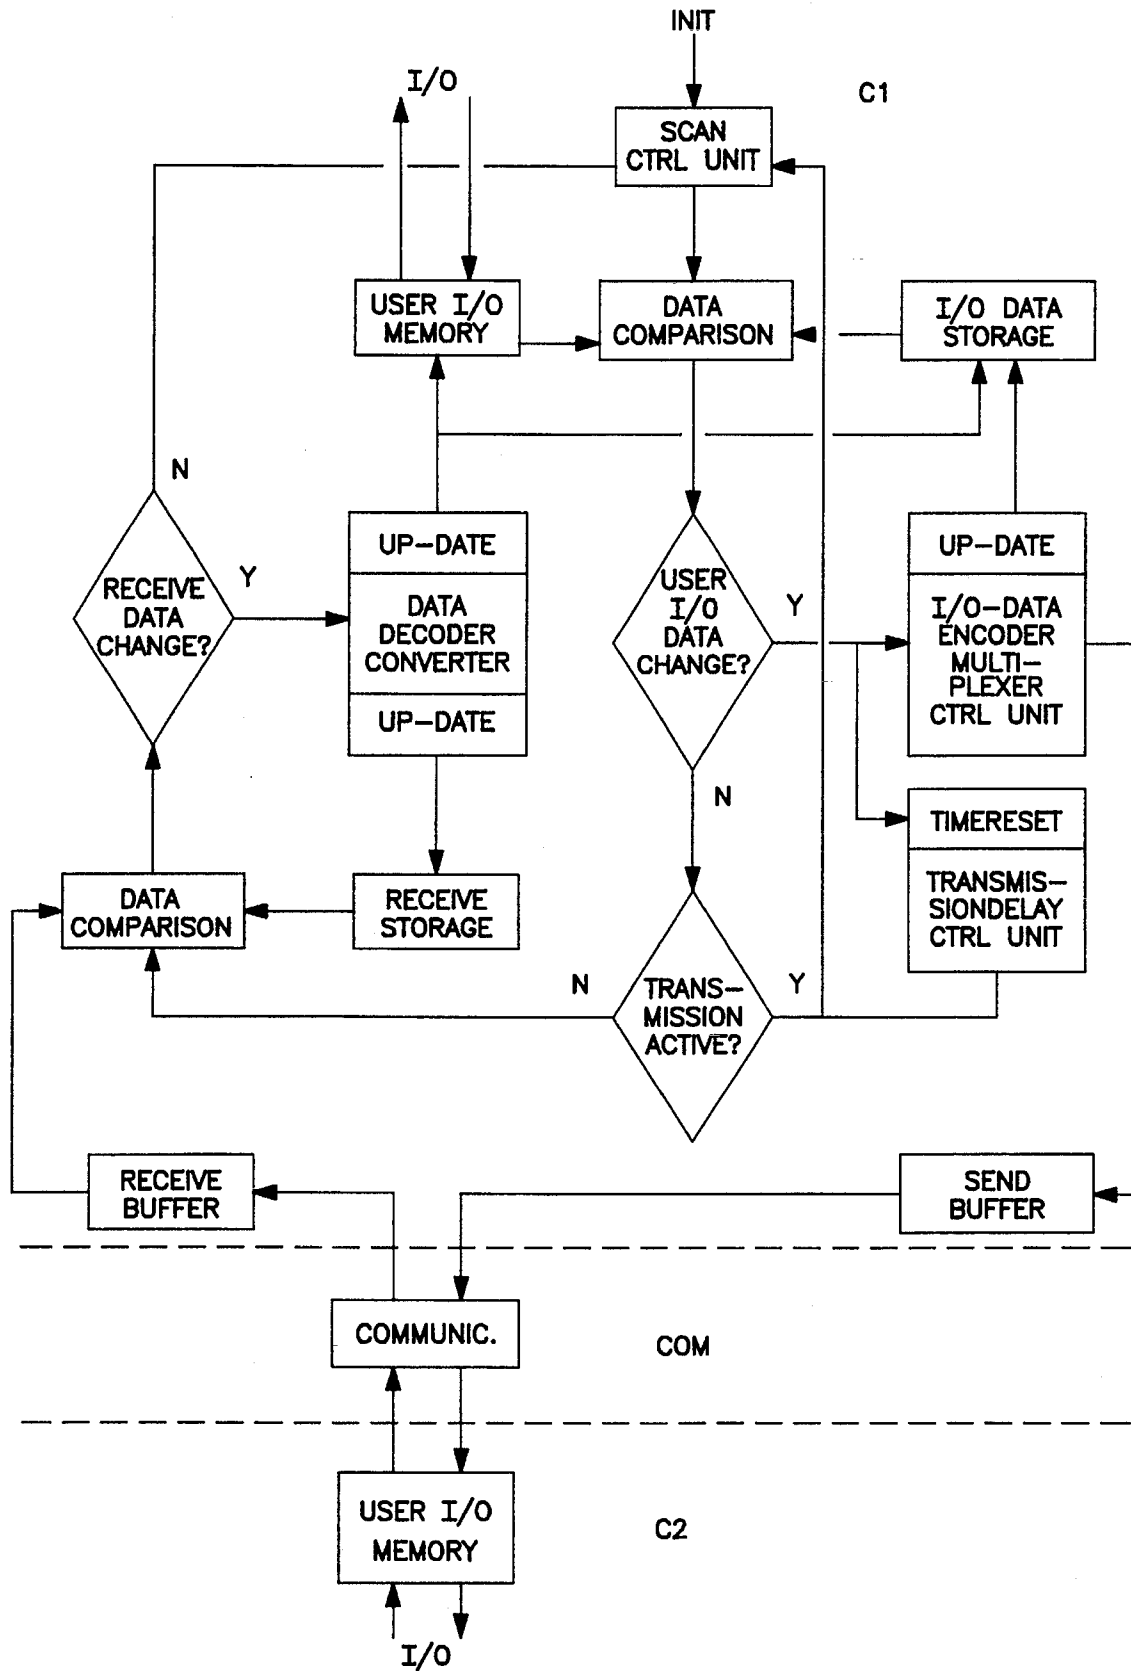 INIT
I/O
C1
SCAN
CTRL UNIT
USER I/O
MEMORY
DATA
COMPARISON
I/O DATA
STORAGE
N
RECEIVE
DATA
CHANGE?
Y
UP-DATE
DATA
DECODER
CONVERTER
UP-DATE
USER
I/O
DATA
CHANGE?
Y
N
UP-DATE
I/O-DATA
ENCODER
MULTI-
PLEXER
CTRL UNIT
TIMERESET
TRANSMIS-
SIONDELAY
CTRL UNIT
DATA
COMPARISON
RECEIVE
STORAGE
N
TRANS-
MISSION
ACTIVE?
Y
RECEIVE
BUFFER
SEND
BUFFER
COMMUNIC.
COM
USER I/O
MEMORY
C2
I/O